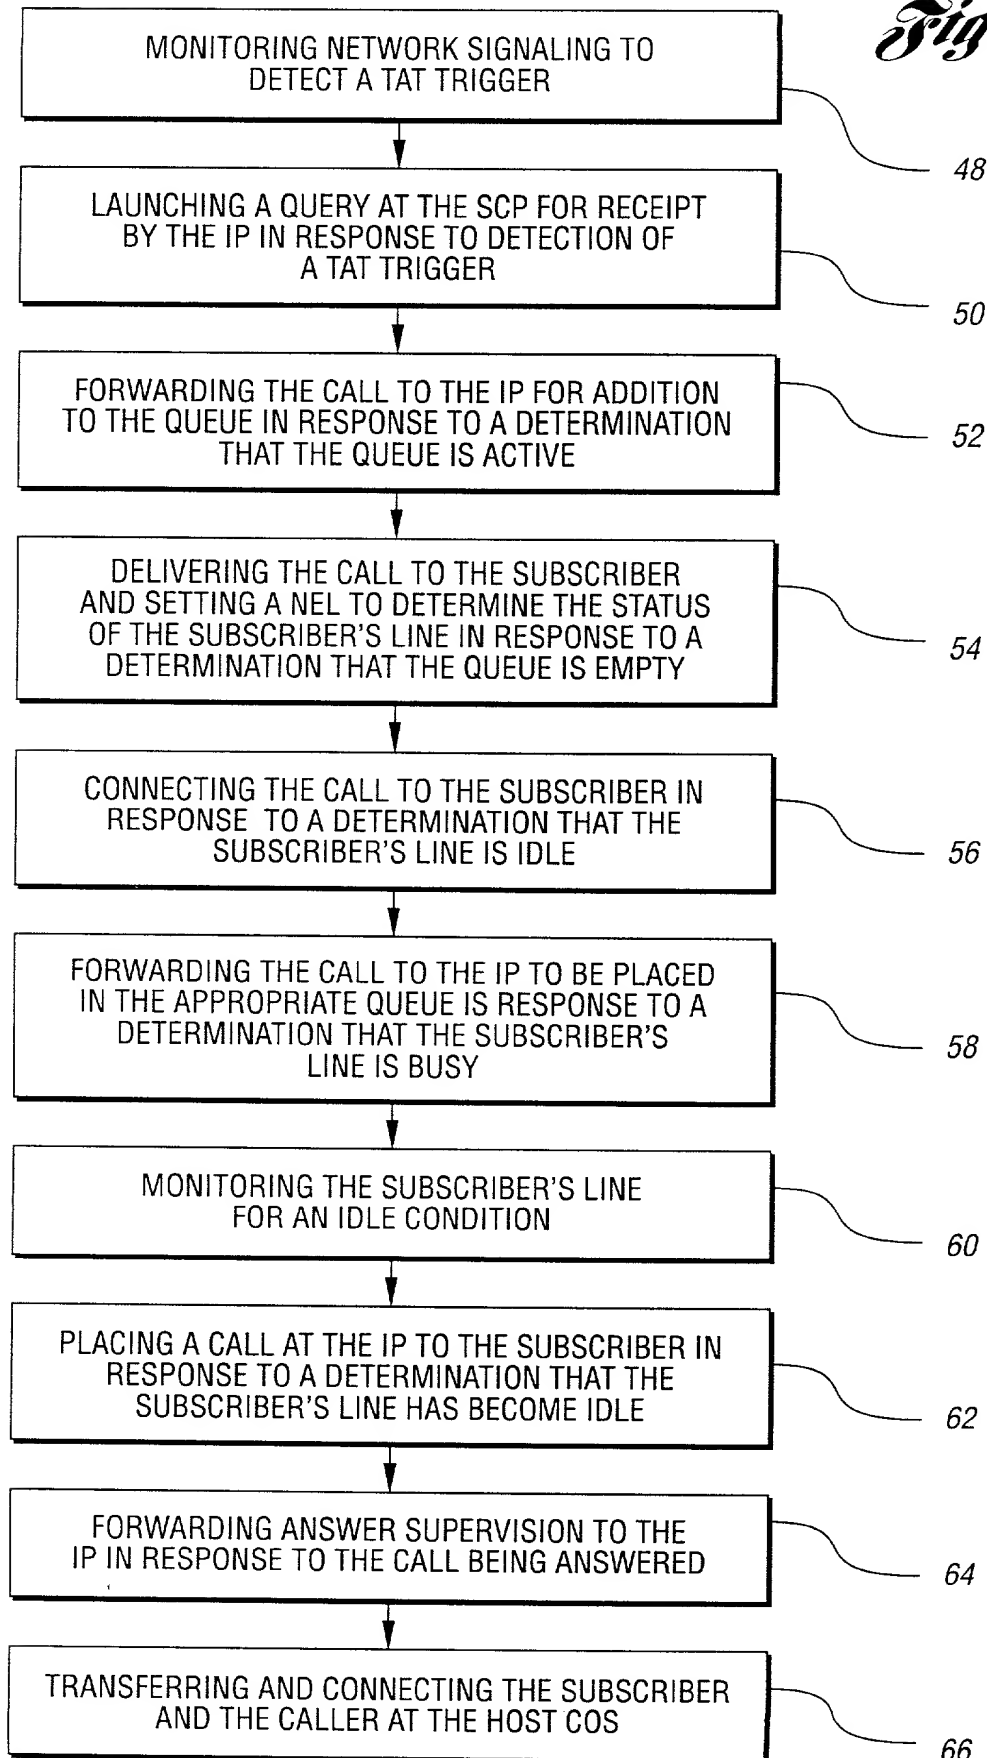 Fig
MONITORING NETWORK SIGNALING TO
DETECT A TAT TRIGGER
48
LAUNCHING A QUERY AT THE SCP FOR RECEIPT
BY THE IP IN RESPONSE TO DETECTION OF
A TAT TRIGGER
50
FORWARDING THE CALL TO THE IP FOR ADDITION
TO THE QUEUE IN RESPONSE TO A DETERMINATION
THAT THE QUEUE IS ACTIVE
52
DELIVERING THE CALL TO THE SUBSCRIBER
AND SETTING A NEL TO DETERMINE THE STATUS
OF THE SUBSCRIBER'S LINE IN RESPONSE TO A
DETERMINATION THAT THE QUEUE IS EMPTY
54
CONNECTING THE CALL TO THE SUBSCRIBER IN
RESPONSE TO A DETERMINATION THAT THE
SUBSCRIBER'S LINE IS IDLE
56
FORWARDING THE CALL TO THE IP TO BE PLACED
IN THE APPROPRIATE QUEUE IS RESPONSE TO A
DETERMINATION THAT THE SUBSCRIBER'S
LINE IS BUSY
58
MONITORING THE SUBSCRIBER'S LINE
FOR AN IDLE CONDITION
60
PLACING A CALL AT THE IP TO THE SUBSCRIBER IN
RESPONSE TO A DETERMINATION THAT THE
SUBSCRIBER'S LINE HAS BECOME IDLE
62
FORWARDING ANSWER SUPERVISION TO THE
IP IN RESPONSE TO THE CALL BEING ANSWERED
64
TRANSFERRING AND CONNECTING THE SUBSCRIBER
AND THE CALLER AT THE HOST COS
66